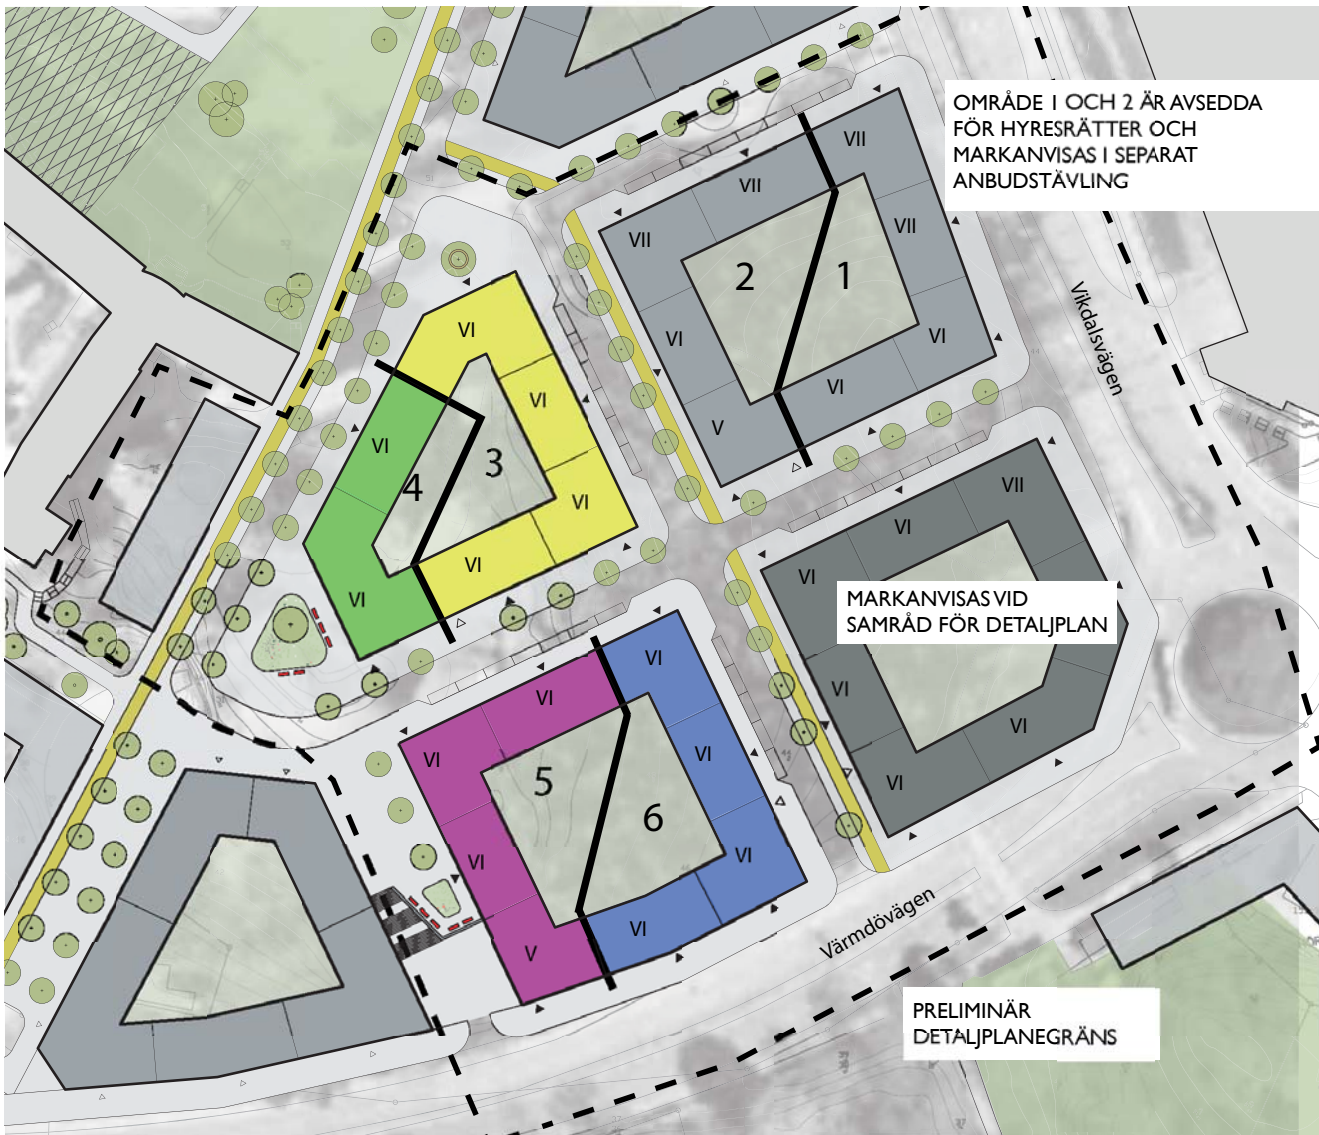 OMRÅDE 1 OCH 2 ÄR AVSEDDA
FÖR HYRESRÄTTER OCH
MARKANVISAS I SEPARAT
ANBUDSTÄVLING
VII
VII
VII
VII
VI
VI
VI
V
2
1
Vikdalsvägen
VI
VI
VI
VI
VI
VI
4
3
VII
VI
VI
VI
VI
VI
MARKANVISAS VID
SAMRÅD FÖR DETALJPLAN
VI
VI
VI
VI
VI
VI
VI
V
5
6
Värmdövägen
PRELIMINÄR
DETALJPLANEGRÄNS